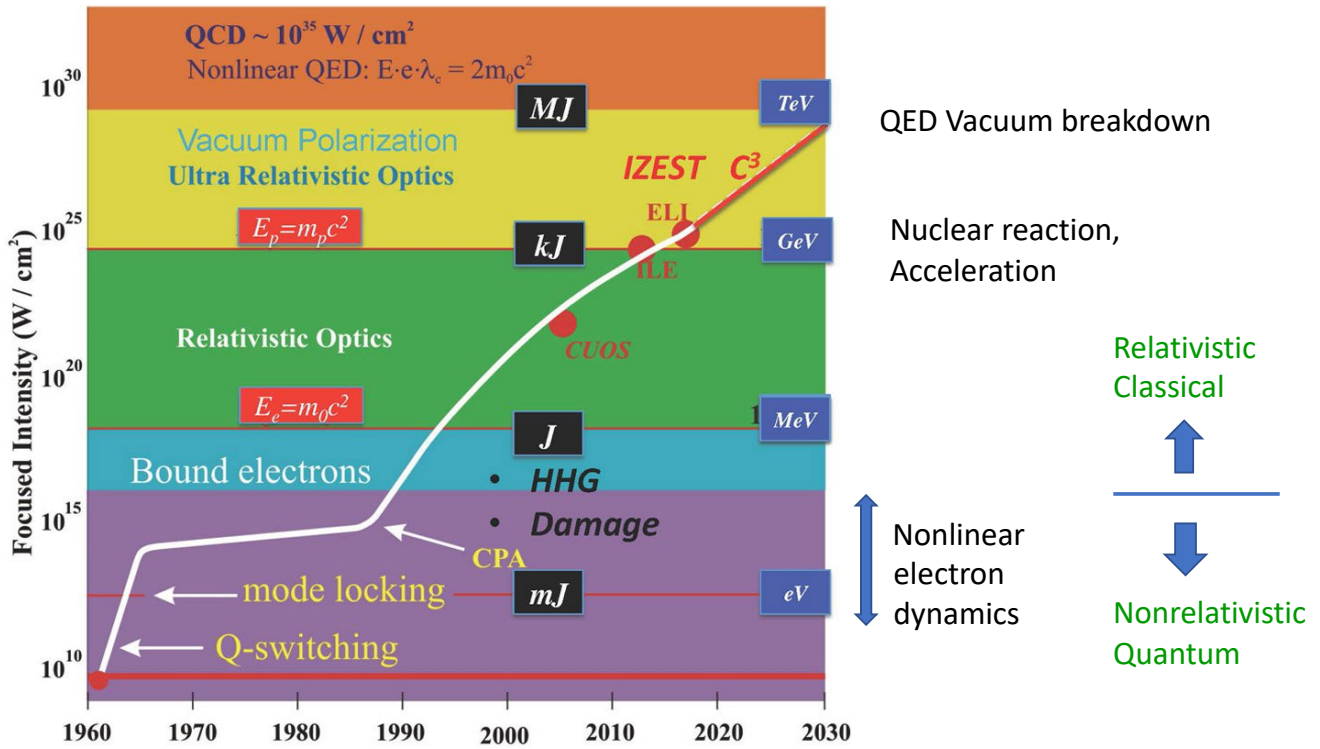 QCD ~ 10³⁵ W / cm²
Nonlinear QED: E·e·λc = 2m₀c²
10³⁰
MJ
TeV
QED Vacuum breakdown
Vacuum Polarization
Ultra Relativistic Optics
IZEST C³
10²⁵
Eₚ=mₚc²
ELI
kJ
GeV
Nuclear reaction,
Acceleration
ILE
Relativistic Optics
CUOS
10²⁰
Eₑ=m₀c²
J
1
MeV
Relativistic
Classical
Bound electrons
• HHG
10¹⁵
• Damage
CPA
Nonlinear
electron
dynamics
mode locking
mJ
eV
Nonrelativistic
Quantum
Q-switching
10¹⁰
Focused Intensity (W / cm²)
1960 1970 1980 1990 2000 2010 2020 2030